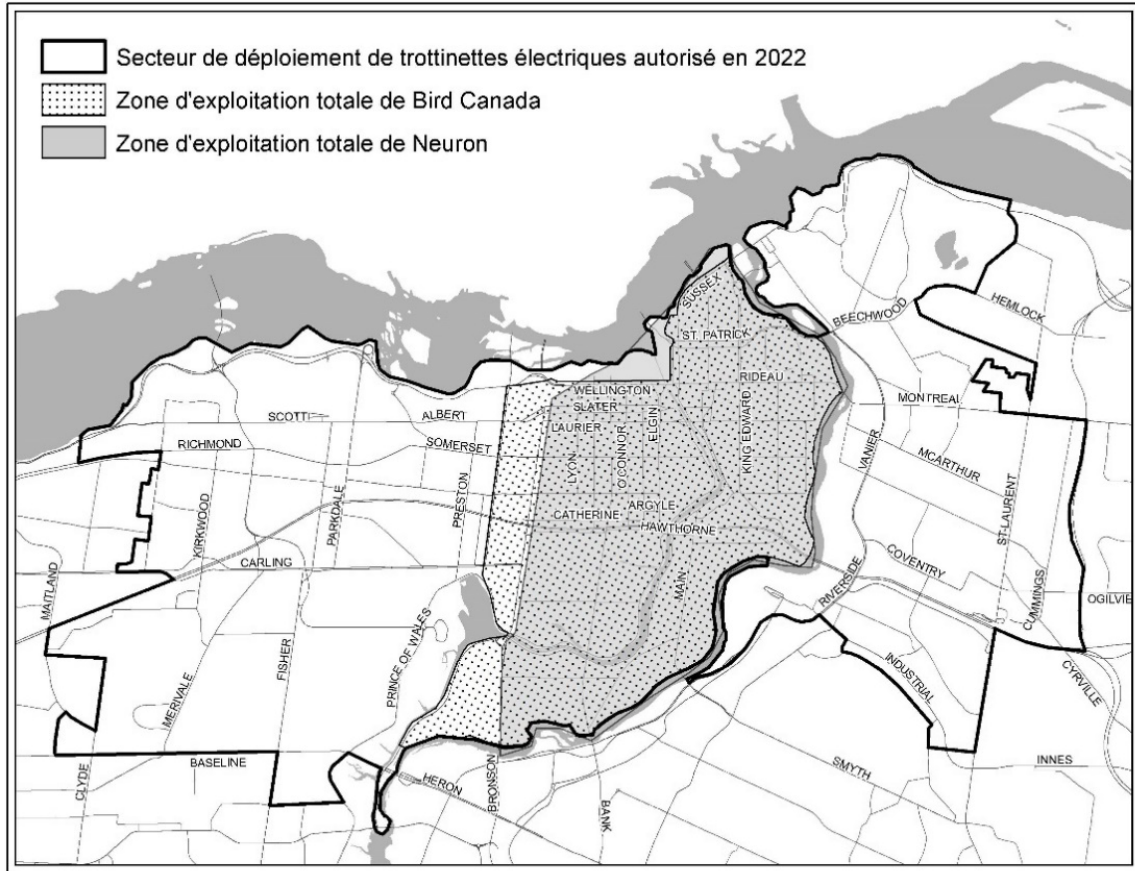 Secteur de déploiement de trottinettes électriques autorisé en 2022
Zone d'exploitation totale de Bird Canada
Zone d'exploitation totale de Neuron
SUSSEX
BEECHWOOD
HEMLOCK
ST. PATRICY
RIDEAU
WELLINGTON
SLATER
LAURIER
ELGIN
KING EDWARD
MONTREAL
SCOTT
ALBERT
SOMERSET
RICHMOND
LYON
O'CONNOR
VANIER
MCARTHUR
KIRKWOOD
PARKDALE
PRESTON
CATHERINE
ARGYLE
HAWTHORNE
ST-LAURENT
CARLING
MAITLAND
MAIN
COVENTRY
RIVERSIDE
CUMMINGS
OGILVIE
PRINCE OF WALES
FISHER
MERIVALE
INDUSTRIAL
CYRVILLE
CLYDE
BASELINE
HERON
BRONSON
BANK
SMYTH
INNES